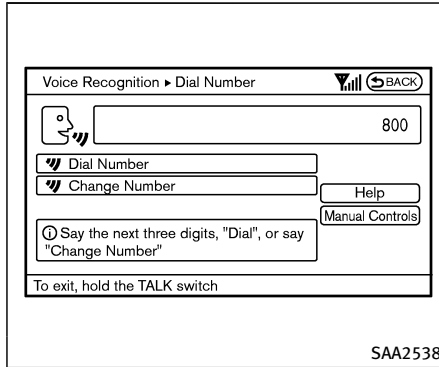 Voice Recognition ▸ Dial Number
BACK
800
Dial Number
Change Number
Help
Manual Controls
Say the next three digits, "Dial", or say
"Change Number"
To exit, hold the TALK switch
SAA2538